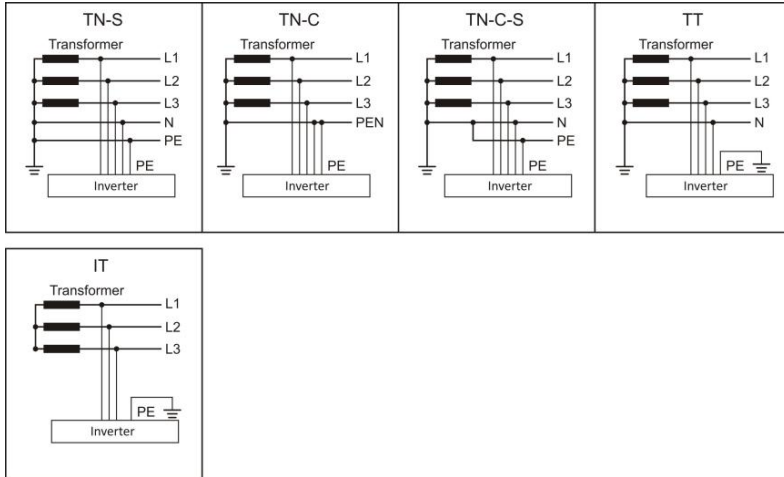 TN-S
Transformer
L1
L2
L3
N
PE
PE
Inverter
TN-C
Transformer
L1
L2
L3
PEN
PE
Inverter
TN-C-S
Transformer
L1
L2
L3
N
PE
PE
Inverter
TT
Transformer
L1
L2
L3
N
PE
Inverter
IT
Transformer
L1
L2
L3
PE
Inverter